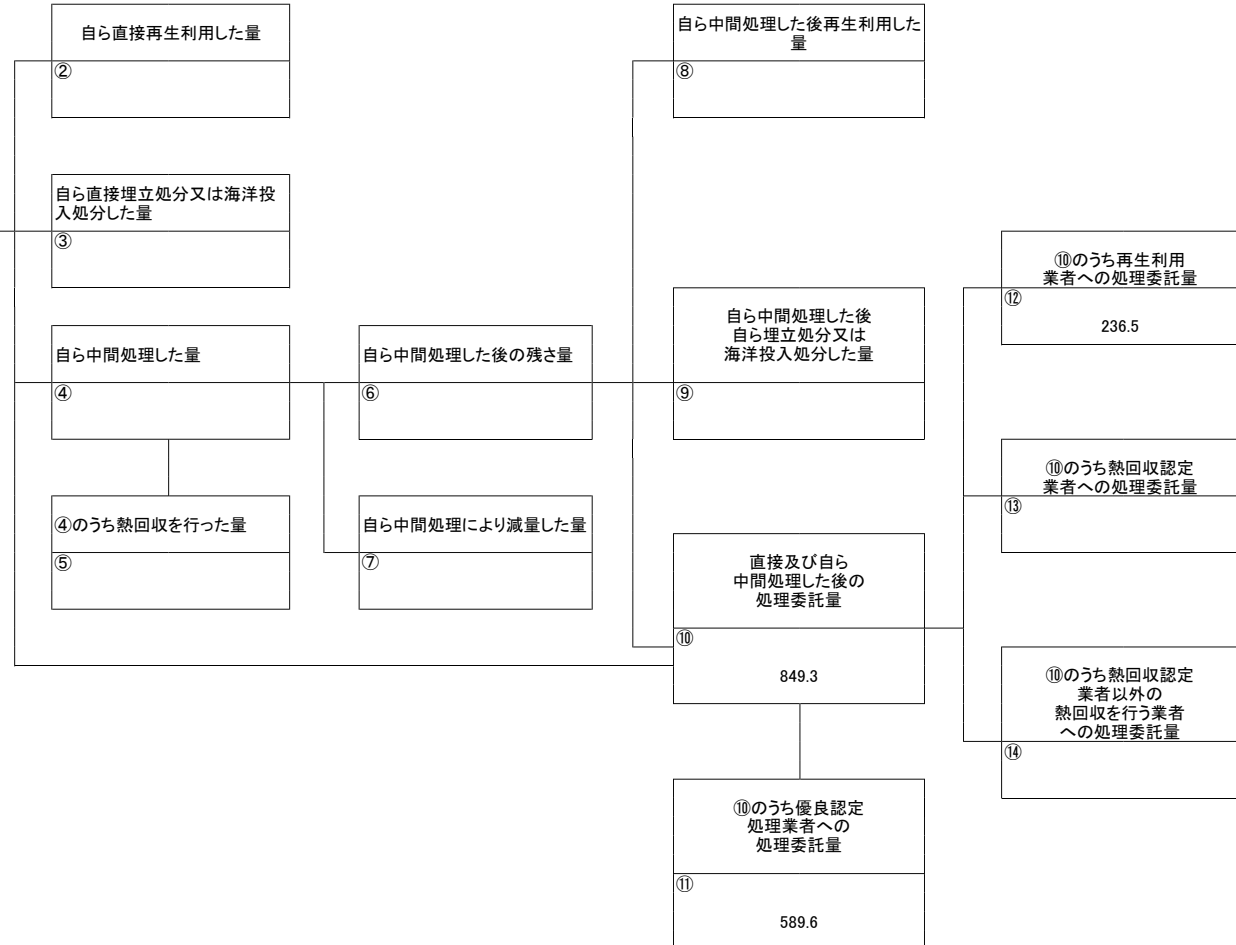 自ら直接再生利用した量
②
自ら中間処理した後再生利用した
量
⑧
自ら直接埋立処分又は海洋投
入処分した量
③
自ら中間処理した量
④
自ら中間処理した後の残さ量
⑥
自ら中間処理した後
自ら埋立処分又は
海洋投入処分した量
⑨
⑩のうち再生利用
業者への処理委託量
⑫
236.5
④のうち熱回収を行った量
⑤
自ら中間処理により減量した量
⑦
直接及び自ら
中間処理した後の
処理委託量
⑩
849.3
⑩のうち熱回収認定
業者への処理委託量
⑬
⑩のうち熱回収認定
業者以外の
熱回収を行う業者
への処理委託量
⑭
⑩のうち優良認定
処理業者への
処理委託量
⑪
589.6